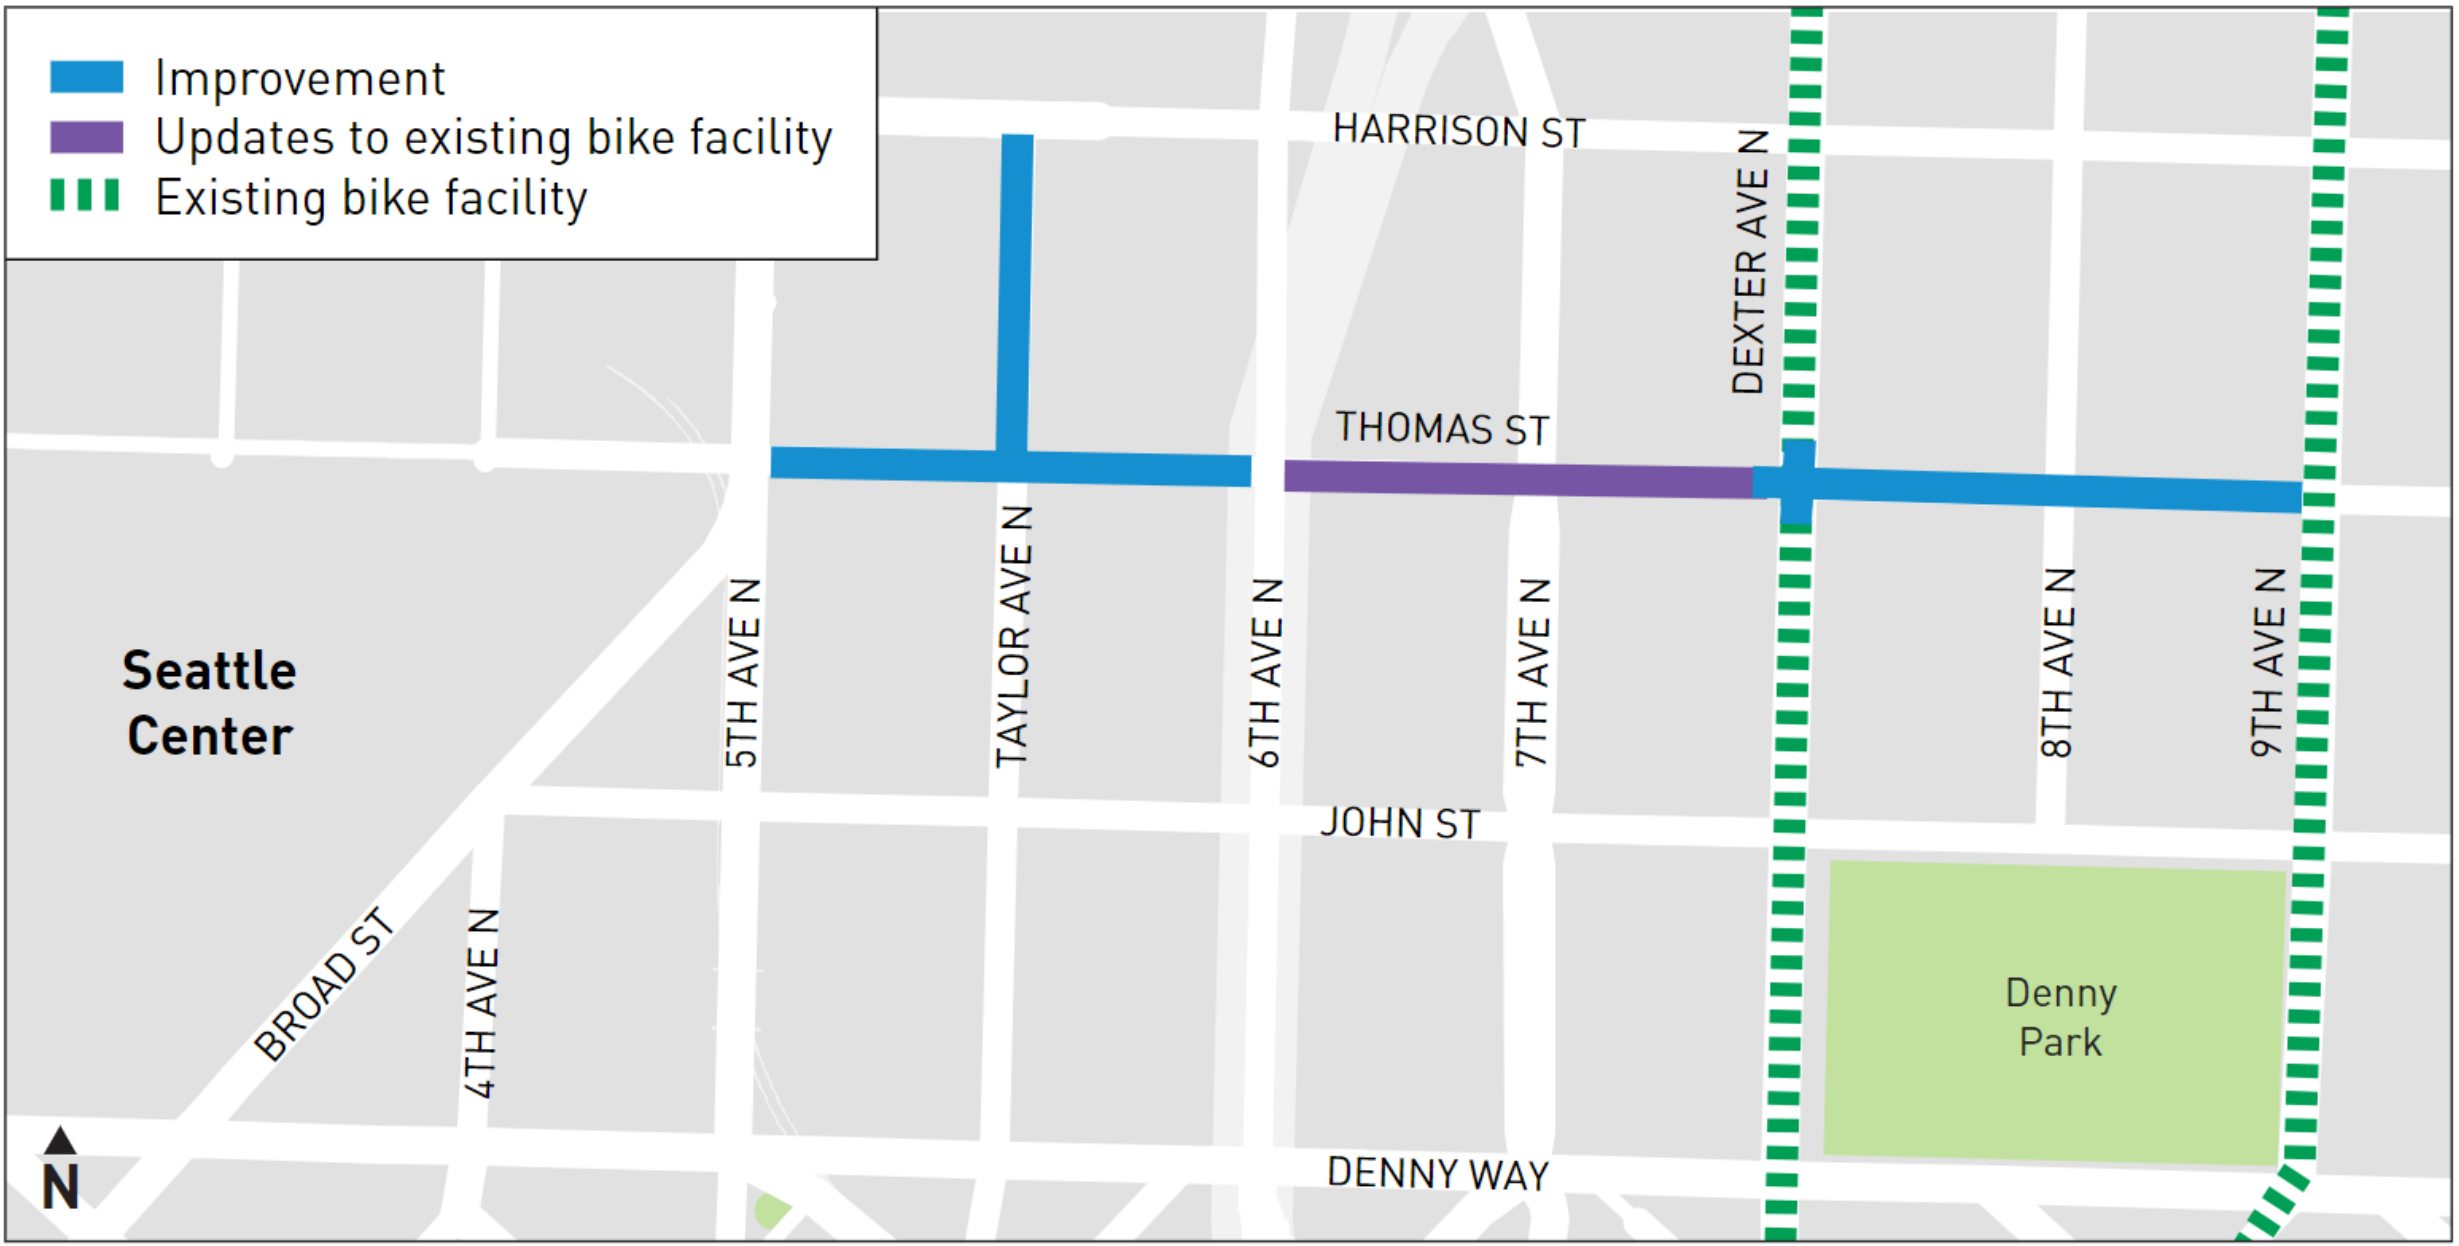 Improvement
Updates to existing bike facility
Existing bike facility
HARRISON ST
DEXTER AVE N
THOMAS ST
TAYLOR AVE N
5TH AVE N
6TH AVE N
7TH AVE N
8TH AVE N
9TH AVE N
Seattle
Center
JOHN ST
BROAD ST
4TH AVE N
Denny
Park
DENNY WAY
N